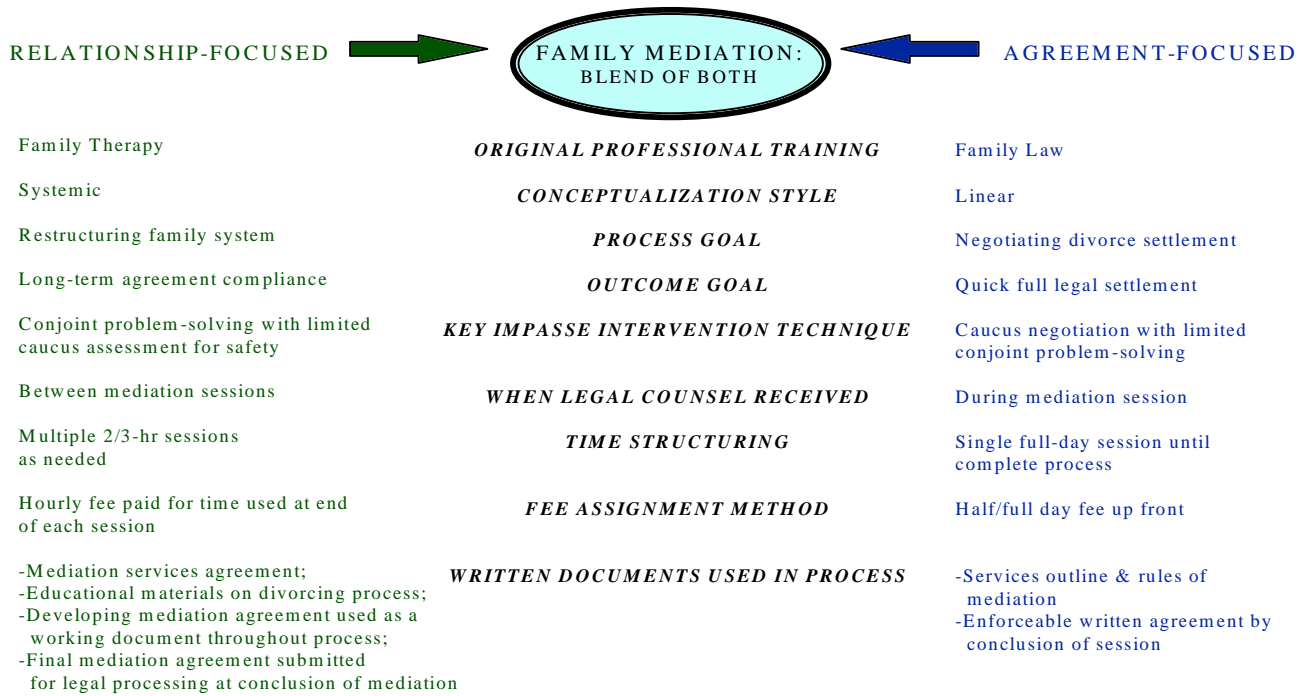 RELATIONSHIP-FOCUSED
FAMILY MEDIATION:
BLEND OF BOTH
AGREEMENT-FOCUSED
Family Therapy
ORIGINAL PROFESSIONAL TRAINING
Family Law
Systemic
CONCEPTUALIZATION STYLE
Linear
Restructuring family system
PROCESS GOAL
Negotiating divorce settlement
Long-term agreement compliance
OUTCOME GOAL
Quick full legal settlement
Conjoint problem-solving with limited
caucus assessment for safety
KEY IMPASSE INTERVENTION TECHNIQUE
Caucus negotiation with limited
conjoint problem-solving
Between mediation sessions
WHEN LEGAL COUNSEL RECEIVED
During mediation session
Multiple 2/3-hr sessions
as needed
TIME STRUCTURING
Single full-day session until
complete process
Hourly fee paid for time used at end
of each session
FEE ASSIGNMENT METHOD
Half/full day fee up front
-Mediation services agreement;
-Educational materials on divorcing process;
-Developing mediation agreement used as a
working document throughout process;
-Final mediation agreement submitted
for legal processing at conclusion of mediation
WRITTEN DOCUMENTS USED IN PROCESS
-Services outline & rules of
mediation
-Enforceable written agreement by
conclusion of session